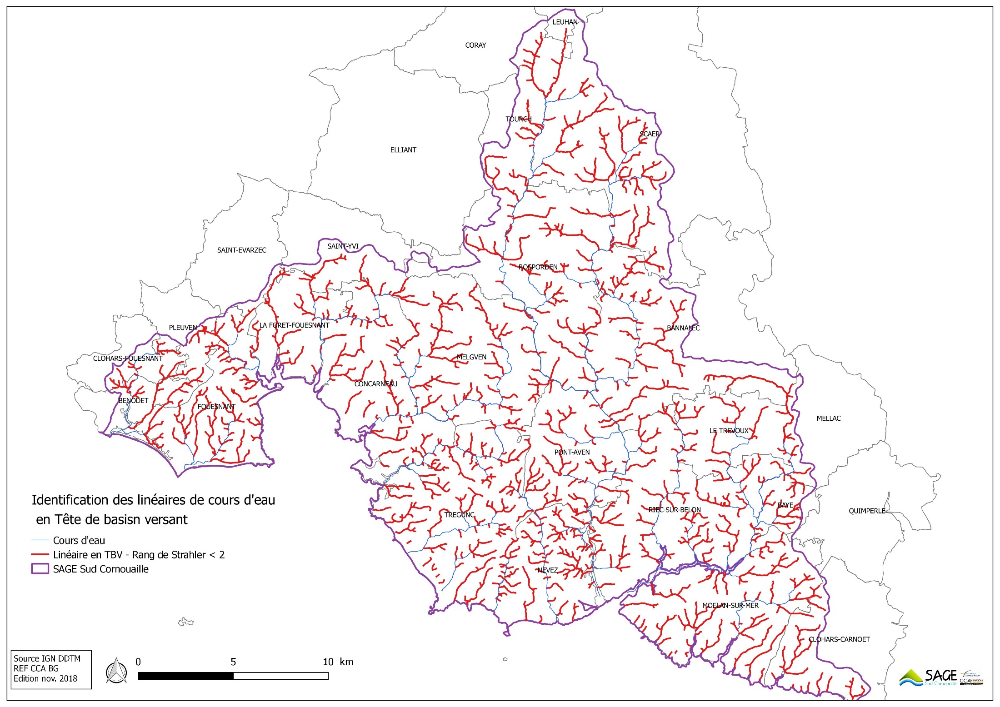 LEUHAN
CORAY
TOURCH
SCAER
ELLIANT
SAINT-YVI
SAINT-EVARZEC
ROSPORDEN
PLEUVEN
LA FORET-FOUESNANT
BANNALEC
CLOHARS-FOUESNANT
MELGVEN
CONCARNEAU
BENODET
FOUESNANT
MELLAC
LE TREVOUX
PONT-AVEN
Identification des linéaires de cours d'eau
en Tête de basisn versant
BAYE
RIEC-SUR-BELON
QUIMPERLE
TREGUNC
Cours d'eau
Linéaire en TBV - Rang de Strahler < 2
SAGE Sud Cornouaille
NEVEZ
MOELAN-SUR-MER
CLOHARS-CARNOET
Source IGN DDTM
REF CCA BG
Edition nov. 2018
0 5 10 km
SAGE
Sud Cornouaille
CCA